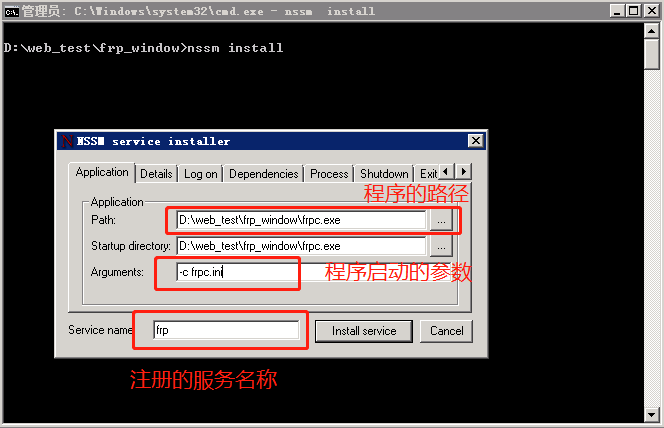 管理员: C:\Windows\system32\cmd.exe - nssm  install
D:\web_test\frp_window>nssm install
NSSM service installer
Application Details Log on Dependencies Process Shutdown Exit
程序的路径
Application
Path: D:\web_test\frp_window\frpc.exe ...
Startup directory: D:\web_test\frp_window\frpc.exe ...
Arguments: -c frpc.ini 程序启动的参数
Service name frp Install service Cancel
注册的服务名称